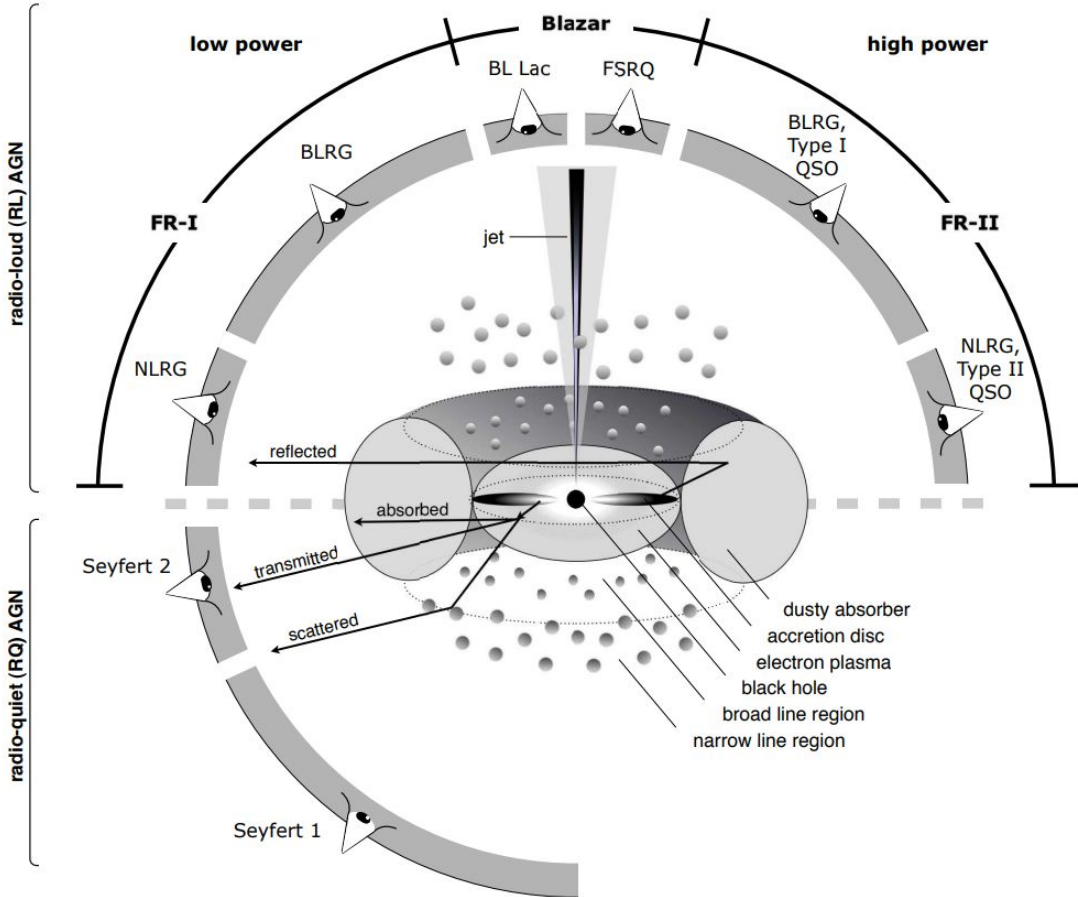 low power
Blazar
high power
BL Lac
FSRQ
BLRG
BLRG,
Type I
QSO
FR-I
FR-II
jet
radio-loud (RL) AGN
NLRG
NLRG,
Type II
QSO
reflected
absorbed
transmitted
scattered
Seyfert 2
dusty absorber
accretion disc
electron plasma
black hole
broad line region
narrow line region
radio-quiet (RQ) AGN
Seyfert 1